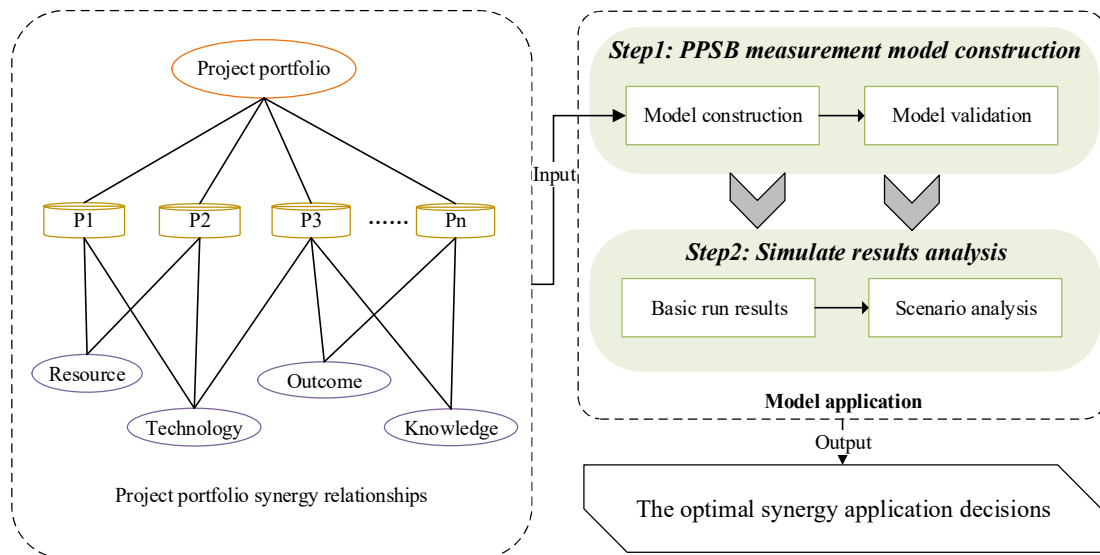 Project portfolio
P1
P2
P3
......
Pn
Resource
Outcome
Technology
Knowledge
Project portfolio synergy relationships
Input
Step1: PPSB measurement model construction
Model construction
Model validation
Step2: Simulate results analysis
Basic run results
Scenario analysis
Model application
Output
The optimal synergy application decisions